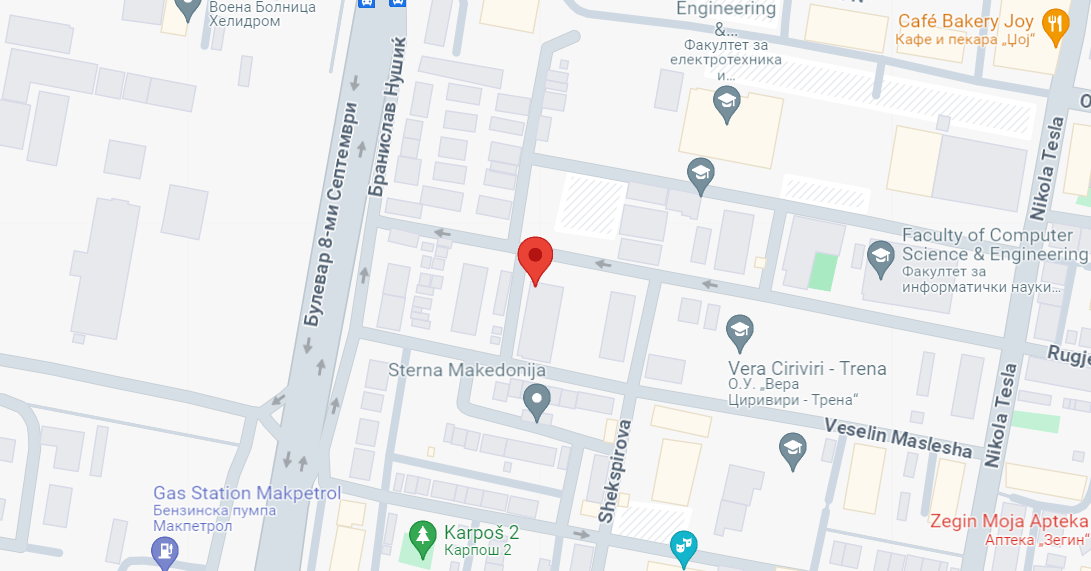 Воена Болница
Хелидром
Engineering
&...
Факултет за
електротехника
и...
Café Bakery Joy
Кафе и пекара „Џој“
Булевар 8-ми Септември
Бранислав Нушиќ
Nikola Tesla
Faculty of Computer
Science & Engineering
Факултет за
информатички науки...
Sterna Makedonija
Vera Ciriviri - Trena
О.У. „Вера
Циривири - Трена“
Rugje
Veselin Maslesha
Nikola Tesla
Shekspirova
Gas Station Makpetrol
Бензинска пумпа
Макпетрол
Karpoš 2
Карпош 2
Zegin Moja Apteka
Аптека „Зегин“